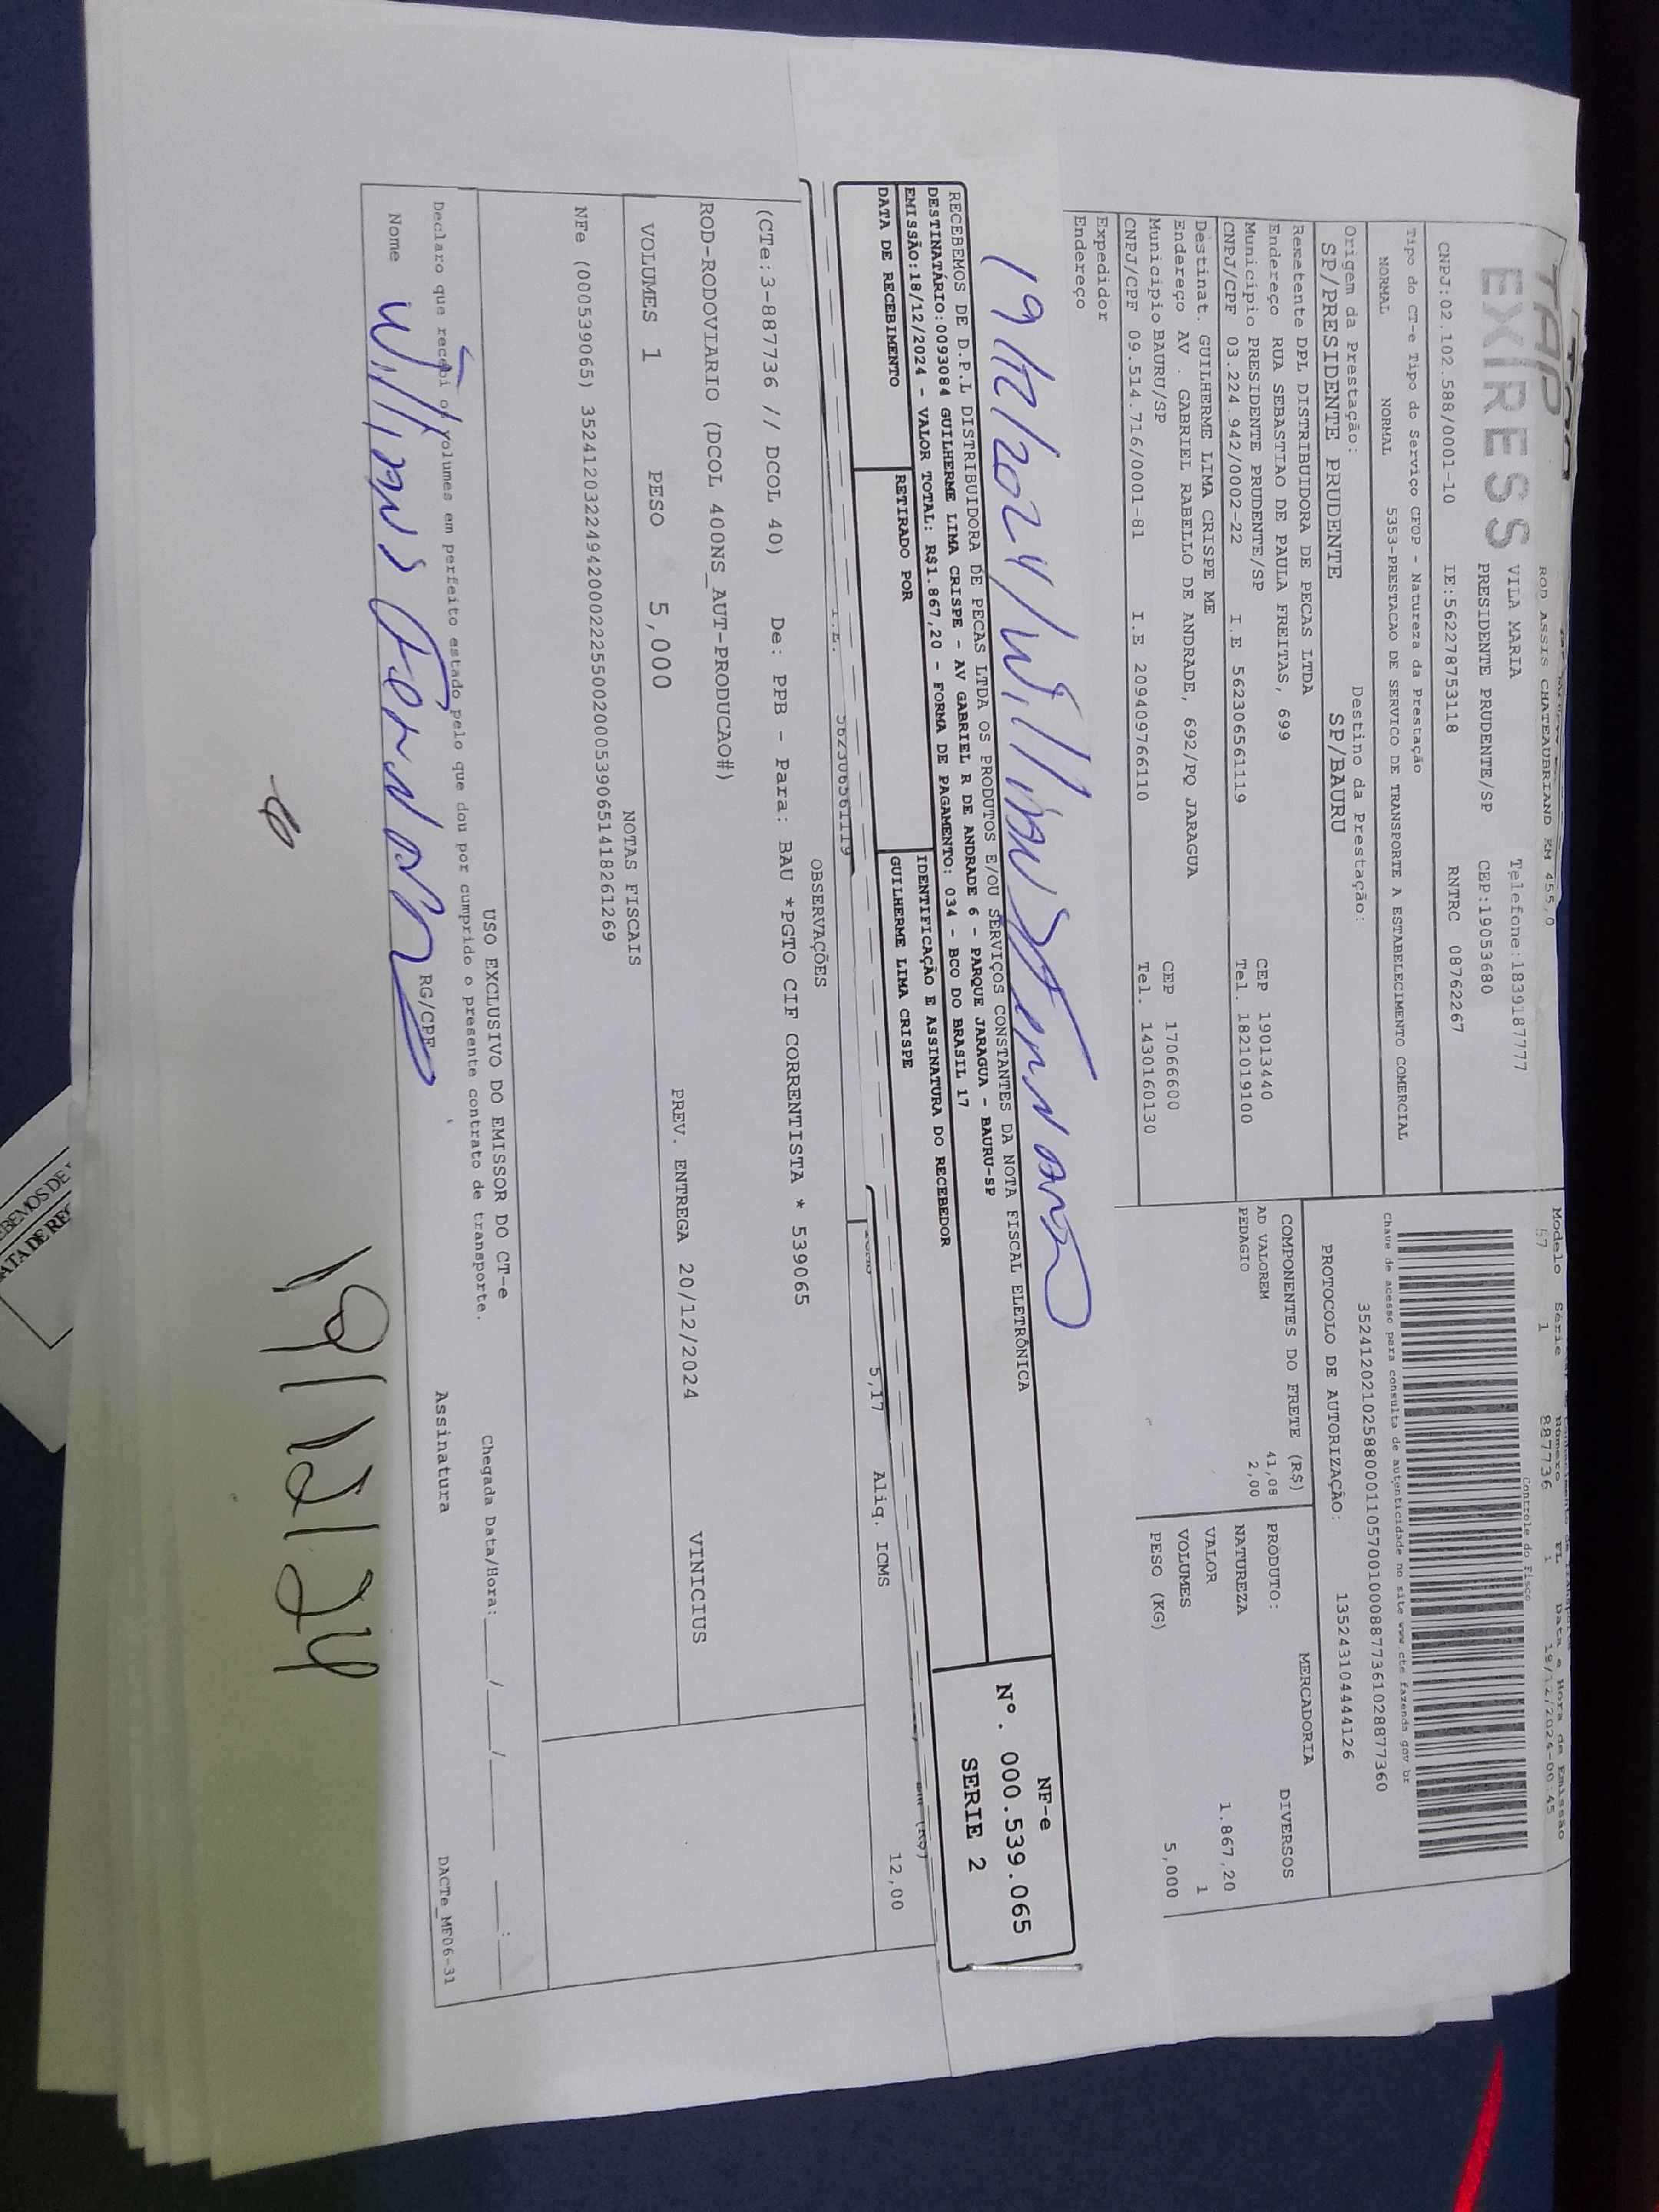 TAP
EXPRESS
ROD ASSIS CHATEAUBRIAND KM 455,0
VILA MARIA Telefone:1839187777
PRESIDENTE PRUDENTE/SP CEP:19053680
CNPJ:02.102.588/0001-10 IE:562278753118 RNTRC 08762267
Tipo do CT-e Tipo do Serviço CFOP - Natureza da Prestação
NORMAL NORMAL 5353-PRESTACAO DE SERVICO DE TRANSPORTE A ESTABELECIMENTO COMERCIAL
Origem da Prestação: Destino da Prestação:
SP/PRESIDENTE PRUDENTE SP/BAURU
Remetente DPL DISTRIBUIDORA DE PECAS LTDA
Endereço RUA SEBASTIAO DE PAULA FREITAS, 699 CEP 19013440
Município PRESIDENTE PRUDENTE/SP Tel. 1821019100
CNPJ/CPF 03.224.942/0002-22 I.E 562306561119
Destinat. GUILHERME LIMA CRISPE ME
Endereço AV . GABRIEL RABELLO DE ANDRADE, 692/PQ JARAGUA CEP 17066600
Município BAURU/SP Tel. 1430160130
CNPJ/CPF 09.514.716/0001-81 I.E 209409766110
Expedidor
Endereço
Modelo Série Número FL Data e Hora de Emissão
57 1 887736 1 18/12/2024-00:45
Controle do Fisco
Chave de acesso para consulta de autenticidade no site www.cte.fazenda.gov.br
35241202102588000110570010008877361028877360
PROTOCOLO DE AUTORIZAÇÃO: 135243104444126
COMPONENTES DO FRETE (R$)
AD VALOREM 41,08
PEDAGIO 2,00
MERCADORIA
PRODUTO: DIVERSOS
NATUREZA
VALOR 1.867,20
VOLUMES 1
PESO (KG) 5,000
19/12/2024/Willians Fernando
RECEBEMOS DE D.P.L DISTRIBUIDORA DE PECAS LTDA OS PRODUTOS E/OU SERVIÇOS CONSTANTES DA NOTA FISCAL ELETRÔNICA
DESTINATÁRIO:0093084 GUILHERME LIMA CRISPE - AV GABRIEL R DE ANDRADE 6 - PARQUE JARAGUA - BAURU-SP
EMISSÃO:18/12/2024 - VALOR TOTAL: R$1.867,20 - FORMA DE PAGAMENTO: 034 - BCO DO BRASIL 17
DATA DE RECEBIMENTO RETIRADO POR IDENTIFICAÇÃO E ASSINATURA DO RECEBEDOR
GUILHERME LIMA CRISPE
NF-e
Nº. 000.539.065
SERIE 2
I.E. 562306561119
5,17 Aliq. ICMS 12,00
OBSERVAÇÕES
(CTe:3-887736 // DCOL 40) De: PPB - Para: BAU *PGTO CIF CORRENTISTA * 539065
ROD-RODOVIARIO (DCOL 400NS_AUT-PRODUCAO#)
VOLUMES 1 PESO 5,000 PREV. ENTREGA 20/12/2024 VINICIUS
NOTAS FISCAIS
NFe (000539065) 35241203224942000222550020005390651418261269
USO EXCLUSIVO DO EMISSOR DO CT-e
Declaro que recebi os volumes em perfeito estado pelo que dou por cumprido o presente contrato de transporte. Chegada Data/Hora: ___/___/_____ ___:___
Nome Willians Fernando RG/CPF Assinatura
DACTe_MF06-31
19/12/24